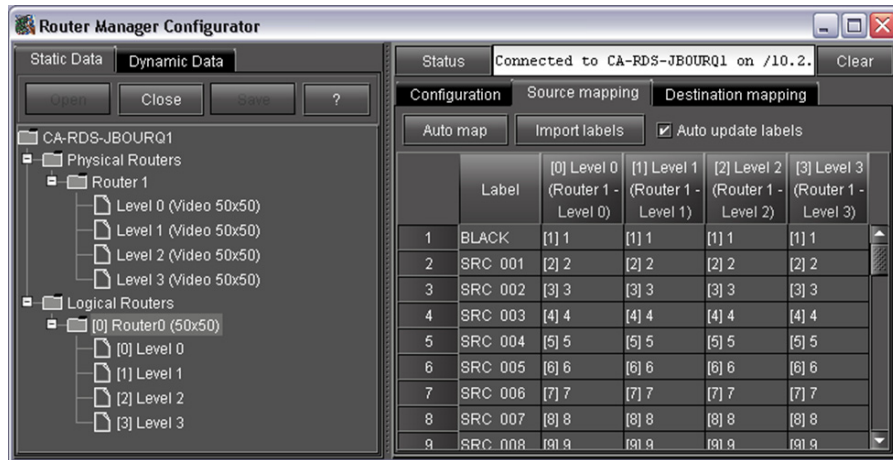 Router Manager Configurator
Static Data Dynamic Data
Open Close Save ?
CA-RDS-JBOURQ1
Physical Routers
Router 1
Level 0 (Video 50x50)
Level 1 (Video 50x50)
Level 2 (Video 50x50)
Level 3 (Video 50x50)
Logical Routers
[0] Router0 (50x50)
[0] Level 0
[1] Level 1
[2] Level 2
[3] Level 3
Status Connected to CA-RDS-JBOURQ1 on /10.2. Clear
Configuration Source mapping Destination mapping
Auto map Import labels Auto update labels
[0] Level 0 [1] Level 1 [2] Level 2 [3] Level 3
Label (Router 1 - (Router 1 - (Router 1 - (Router 1 -
Level 0) Level 1) Level 2) Level 3)
1 BLACK [1] 1 [1] 1 [1] 1 [1] 1
2 SRC 001 [2] 2 [2] 2 [2] 2 [2] 2
3 SRC 002 [3] 3 [3] 3 [3] 3 [3] 3
4 SRC 003 [4] 4 [4] 4 [4] 4 [4] 4
5 SRC 004 [5] 5 [5] 5 [5] 5 [5] 5
6 SRC 005 [6] 6 [6] 6 [6] 6 [6] 6
7 SRC 006 [7] 7 [7] 7 [7] 7 [7] 7
8 SRC 007 [8] 8 [8] 8 [8] 8 [8] 8
9 SRC 008 [9] 9 [9] 9 [9] 9 [9] 9